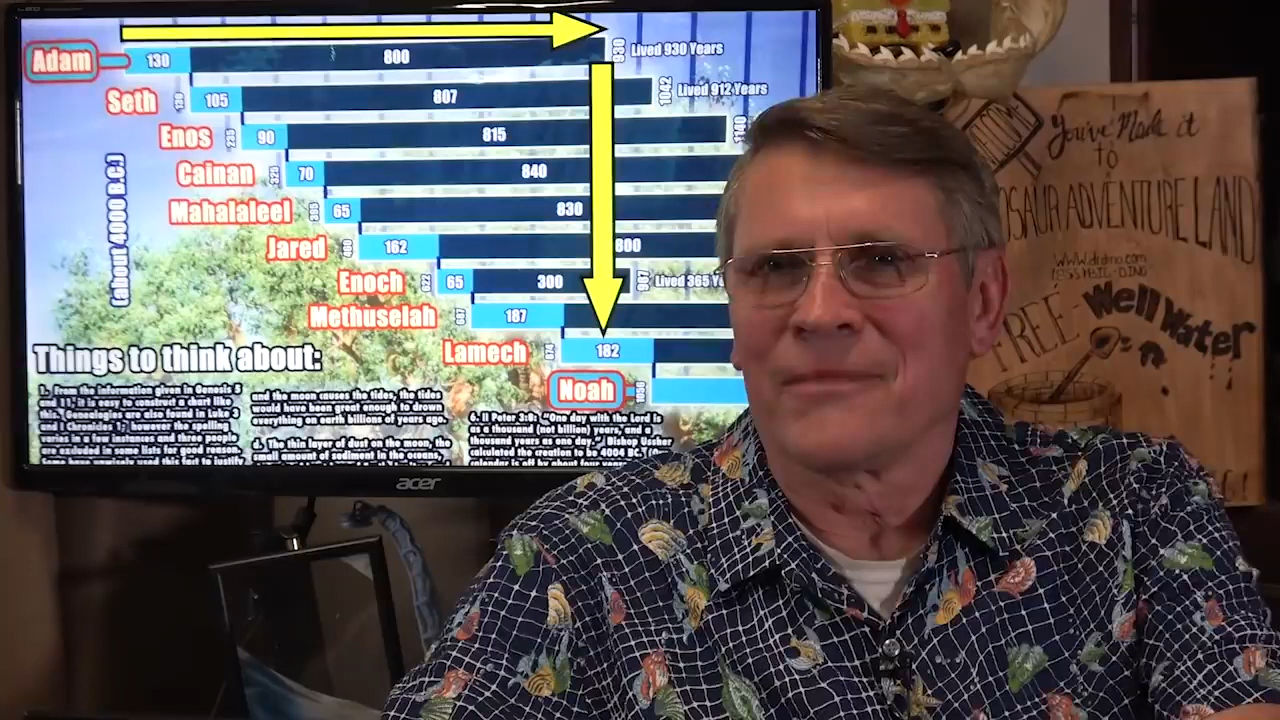 Adam 130 800 930 Lived 930 Years
Seth 130 105 807 1042 Lived 912 Years
Enos 235 90 815 1140
Cainan 325 70 840
Mahalaleel 395 65 830
Jared 460 162 800
Enoch 622 65 300 987 Lived 365 Ye
Methuselah 687 187
Lamech 874 182
Noah 1056
(about 4000 B.C.)
Things to think about:
1. From the information given in Genesis 5
and 11, it is easy to construct a chart like
this. Genealogies are also found in Luke 3
and 1 Chronicles 1; however the spelling
varies in a few instances and three people
are excluded in some lists for good reason.
and the moon causes the tides, the tides
would have been great enough to drown
everything on earth billions of years ago.
4. The thin layer of dust on the moon, the
small amount of sediment in the oceans,
6. II Peter 3:8: "One day with the Lord is
as a thousand (not billion) years, and a
thousand years as one day." Bishop Ussher
calculated the creation to be 4004 BC.
acer
You've Made it
TO
OSAUR ADVENTURE LAND
www.drdino.com
FREE-
Well Water